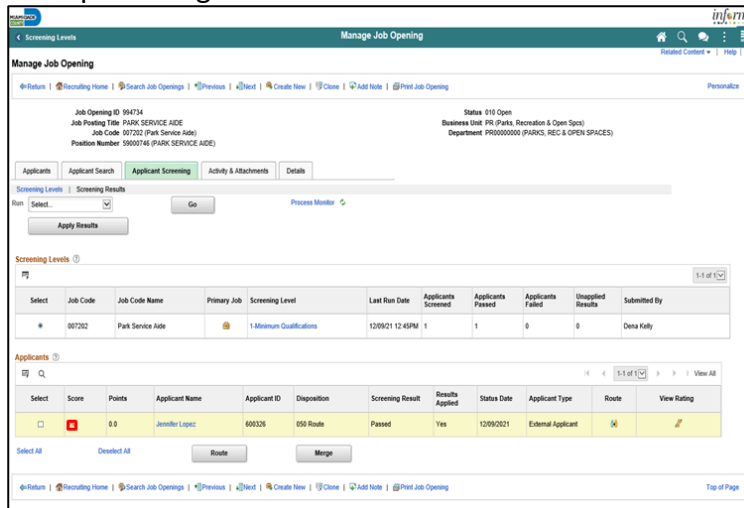 MIAMI-DADE
COUNTY
Screening Levels
Manage Job Opening
Related Content | Help |
Manage Job Opening
Return | Recruiting Home | Search Job Openings | Previous | Next | Create New | Clone | Add Note | Print Job Opening
Personalize
Job Opening ID 994734
Status 010 Open
Job Posting Title PARK SERVICE AIDE
Business Unit PR (Parks, Recreation & Open Spcs)
Job Code 007202 (Park Service Aide)
Department PR00000000 (PARKS, REC & OPEN SPACES)
Position Number 59000746 (PARK SERVICE AIDE)
Applicants Applicant Search Applicant Screening Activity & Attachments Details
Screening Levels | Screening Results
Run Select... Go Process Monitor
Apply Results
Screening Levels
1-1 of 1
Select Job Code Job Code Name Primary Job Screening Level Last Run Date Applicants Screened Applicants Passed Applicants Failed Unapplied Results Submitted By
007202 Park Service Aide 1-Minimum Qualifications 12/09/21 12:45PM 1 1 0 0 Dena Kelly
Applicants
1-1 of 1 View All
Select Score Points Applicant Name Applicant ID Disposition Screening Result Results Applied Status Date Applicant Type Route View Rating
0.0 Jennifer Lopez 600326 050 Route Passed Yes 12/09/2021 External Applicant
Select All Deselect All Route Merge
Return | Recruiting Home | Search Job Openings | Previous | Next | Create New | Clone | Add Note | Print Job Opening
Top of Page